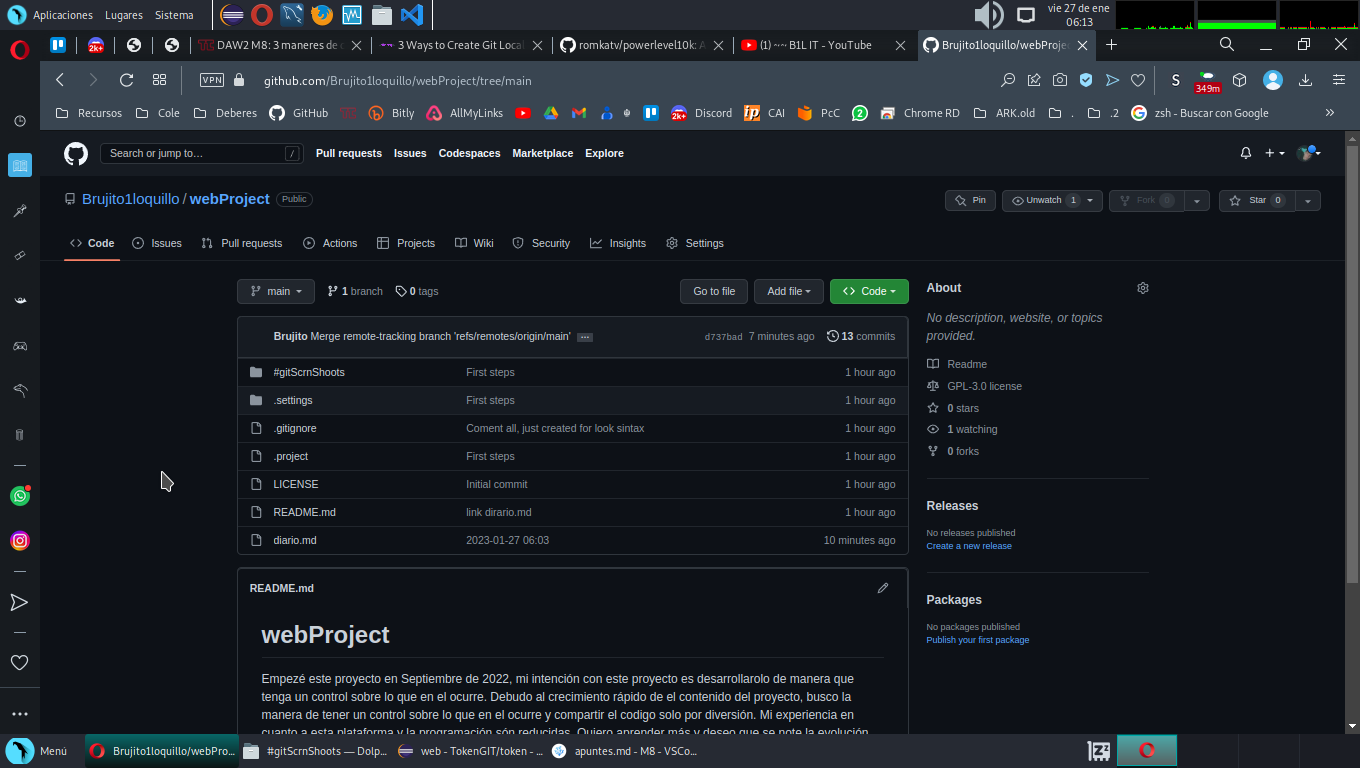 Aplicaciones Lugares Sistema
vie 27 de ene
06:13
2k+
DAW2 M8: 3 maneres de c
3 Ways to Create Git Local
romkatv/powerlevel10k: A
(1) ~~ B1L IT - YouTube
Brujito1loquillo/webProjec
VPN
github.com/Brujito1loquillo/webProject/tree/main
S
349m
Recursos Cole Deberes GitHub Bitly AllMyLinks Discord CAI PcC 2 Chrome RD ARK.old . .2 zsh - Buscar con Google
Search or jump to… /
Pull requests Issues Codespaces Marketplace Explore
Brujito1loquillo / webProject Public
Pin Unwatch 1 Fork 0 Star 0
Code Issues Pull requests Actions Projects Wiki Security Insights Settings
main 1 branch 0 tags Go to file Add file Code
Brujito Merge remote-tracking branch 'refs/remotes/origin/main' ... d737bad 7 minutes ago 13 commits
#gitScrnShoots First steps 1 hour ago
.settings First steps 1 hour ago
.gitignore Coment all, just created for look sintax 1 hour ago
.project First steps 1 hour ago
LICENSE Initial commit 1 hour ago
README.md link dirario.md 1 hour ago
diario.md 2023-01-27 06:03 10 minutes ago
About
No description, website, or topics
provided.
Readme
GPL-3.0 license
0 stars
1 watching
0 forks
Releases
No releases published
Create a new release
Packages
No packages published
Publish your first package
README.md
webProject
Empezé este proyecto en Septiembre de 2022, mi intención con este proyecto es desarrollarolo de manera que
tenga un control sobre lo que en el ocurre. Debudo al crecimiento rápido de el contenido del proyecto, busco la
manera de tener un control sobre lo que en el ocurre y compartir el codigo solo por diversión. Mi experiencia en
cuanto a esta plataforma y la programación són reducidas. Quiero aprender más y deseo que se note la evolución
Menú
Brujito1loquillo/webPro...
#gitScrnShoots — Dolp...
web - TokenGIT/token - ...
apuntes.md - M8 - VSCo...